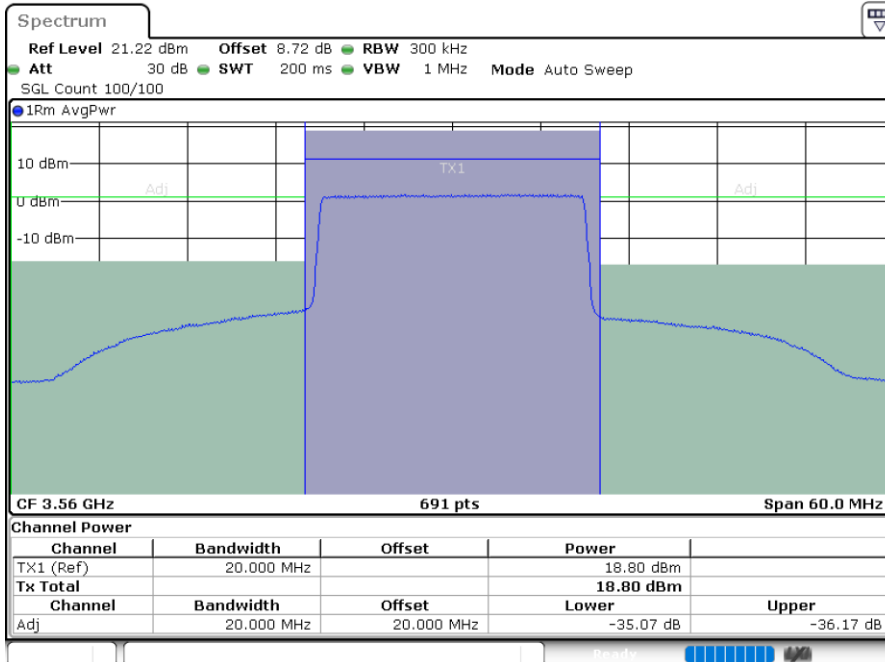 Spectrum
Ref Level 21.22 dBm Offset 8.72 dB RBW 300 kHz
Att 30 dB SWT 200 ms VBW 1 MHz Mode Auto Sweep
SGL Count 100/100
1Rm AvgPwr
10 dBm
TX1
Adj Adj
0 dBm
-10 dBm
CF 3.56 GHz 691 pts Span 60.0 MHz
Channel Power
Channel Bandwidth Offset Power
TX1 (Ref) 20.000 MHz 18.80 dBm
Tx Total 18.80 dBm
Channel Bandwidth Offset Lower Upper
Adj 20.000 MHz 20.000 MHz -35.07 dB -36.17 dB
Ready